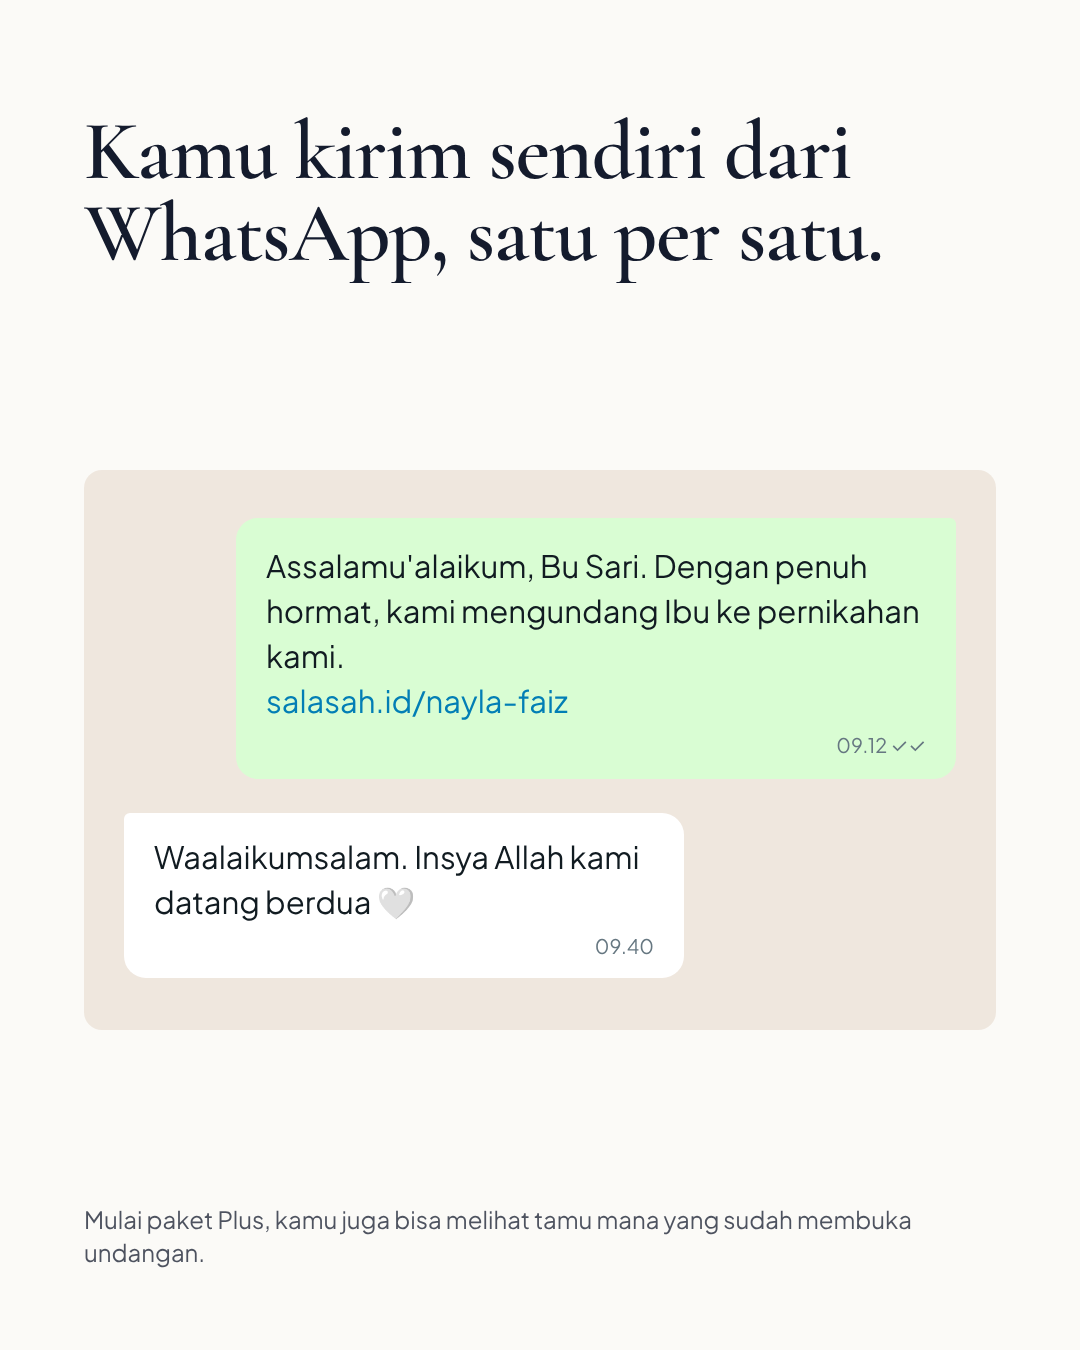 Kamu kirim sendiri dari
WhatsApp, satu per satu.
Assalamu'alaikum, Bu Sari. Dengan penuh
hormat, kami mengundang Ibu ke pernikahan
kami.
salasah.id/nayla-faiz
09.12 ✓✓
Waalaikumsalam. Insya Allah kami
datang berdua 🤍
09.40
Mulai paket Plus, kamu juga bisa melihat tamu mana yang sudah membuka
undangan.